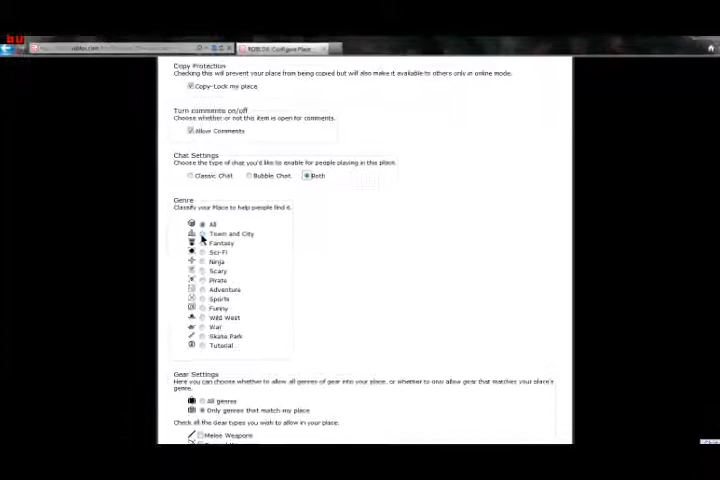 ROBLOX: Configure Place
Copy Protection
Checking this will prevent your place from being copied but will also make it available to others only in online mode.
Copy-Lock my place
Turn comments on/off
Choose whether or not this item is open for comments.
Allow Comments
Chat Settings
Choose the type of chat you'd like to enable for people playing in this place.
Classic Chat Bubble Chat Both
Genre
Classify your Place to help people find it.
All
Town and City
Fantasy
Sci-Fi
Ninja
Scary
Pirate
Adventure
Sports
Funny
Wild West
War
Skate Park
Tutorial
Gear Settings
Here you can choose whether to allow all genres of gear into your place, or whether to only allow gear that matches your place's
genre.
All genres
Only genres that match my place
Check all the Gear types you wish to allow in your place.
Melee Weapons